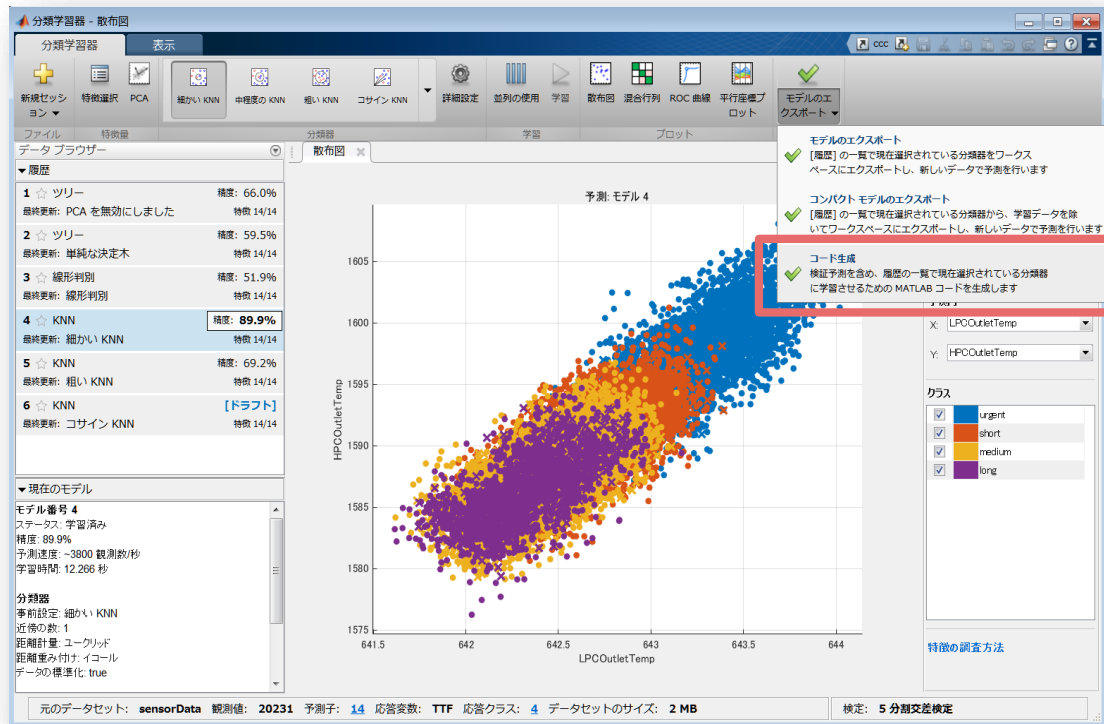 分類学習器 - 散布図
分類学習器 表示
ccc
新規セッション 特徴選択 PCA 細かい KNN 中程度の KNN 粗い KNN コサイン KNN 詳細設定 並列の使用 学習 散布図 混合行列 ROC 曲線 平行座標プロット モデルのエクスポート
ファイル 特徴量 分類器 学習 プロット
モデルのエクスポート
[履歴] の一覧で現在選択されている分類器をワークス
ペースにエクスポートし、新しいデータで予測を行います
コンパクト モデルのエクスポート
[履歴] の一覧で現在選択されている分類器から、学習データを除
いてワークスペースにエクスポートし、新しいデータで予測を行います
コード生成
検証予測を含め、履歴の一覧で現在選択されている分類器
に学習させるための MATLAB コードを生成します
データ ブラウザー
履歴
1 ツリー 精度: 66.0%
最終更新: PCA を無効にしました 特徴 14/14
2 ツリー 精度: 59.5%
最終更新: 単純な決定木 特徴 14/14
3 線形判別 精度: 51.9%
最終更新: 線形判別 特徴 14/14
4 KNN 精度: 89.9%
最終更新: 細かい KNN 特徴 14/14
5 KNN 精度: 69.2%
最終更新: 粗い KNN 特徴 14/14
6 KNN [ドラフト]
最終更新: コサイン KNN 特徴 14/14
現在のモデル
モデル番号 4
ステータス: 学習済み
精度: 89.9%
予測速度: ~3800 観測数/秒
学習時間: 12.266 秒
分類器
事前設定: 細かい KNN
近傍の数: 1
距離計量: ユークリッド
距離重み付け: イコール
データの標準化: true
散布図
予測: モデル 4
HPCOutletTemp
1605
1600
1595
1590
1585
1580
1575
641.5 642 642.5 643 643.5 644
LPCOutletTemp
X: LPCOutletTemp
Y: HPCOutletTemp
クラス
urgent
short
medium
long
特徴の調査方法
元のデータセット: sensorData 観測値: 20231 予測子: 14 応答変数: TTF 応答クラス: 4 データセットのサイズ: 2 MB 検定: 5 分割交差検定